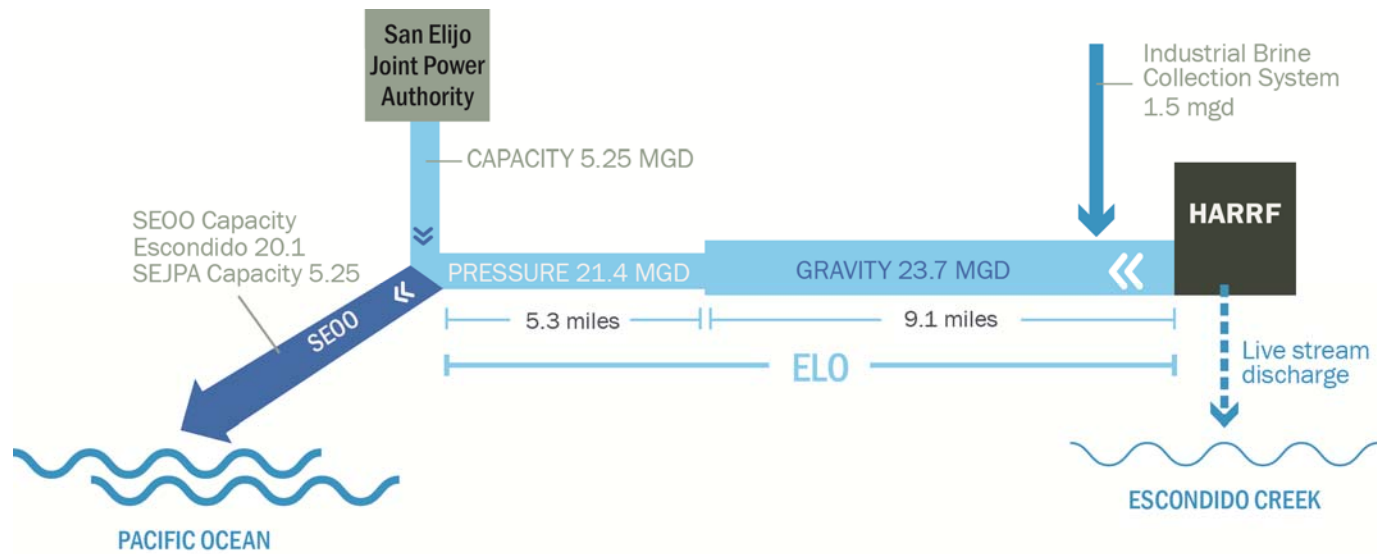 San Elijo
Joint Power
Authority
Industrial Brine
Collection System
1.5 mgd
CAPACITY 5.25 MGD
HARRF
SEOO Capacity
Escondido 20.1
SEJPA Capacity 5.25
PRESSURE 21.4 MGD
GRAVITY 23.7 MGD
5.3 miles
9.1 miles
SEOO
ELO
Live stream
discharge
ESCONDIDO CREEK
PACIFIC OCEAN